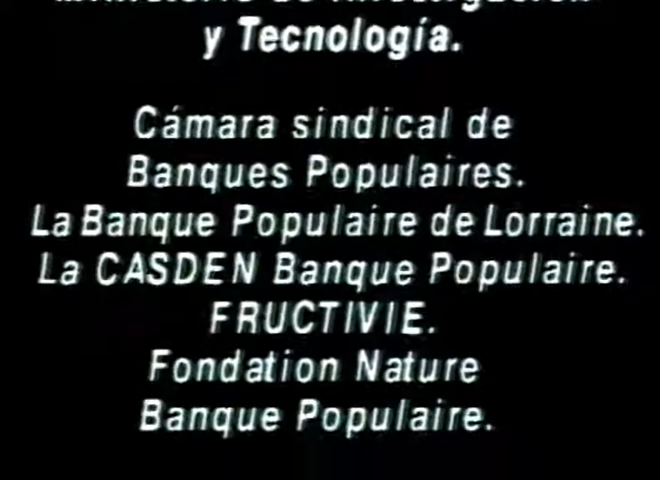 y Tecnología.
Cámara sindical de
Banques Populaires.
La Banque Populaire de Lorraine.
La CASDEN Banque Populaire.
FRUCTIVIE.
Fondation Nature
Banque Populaire.